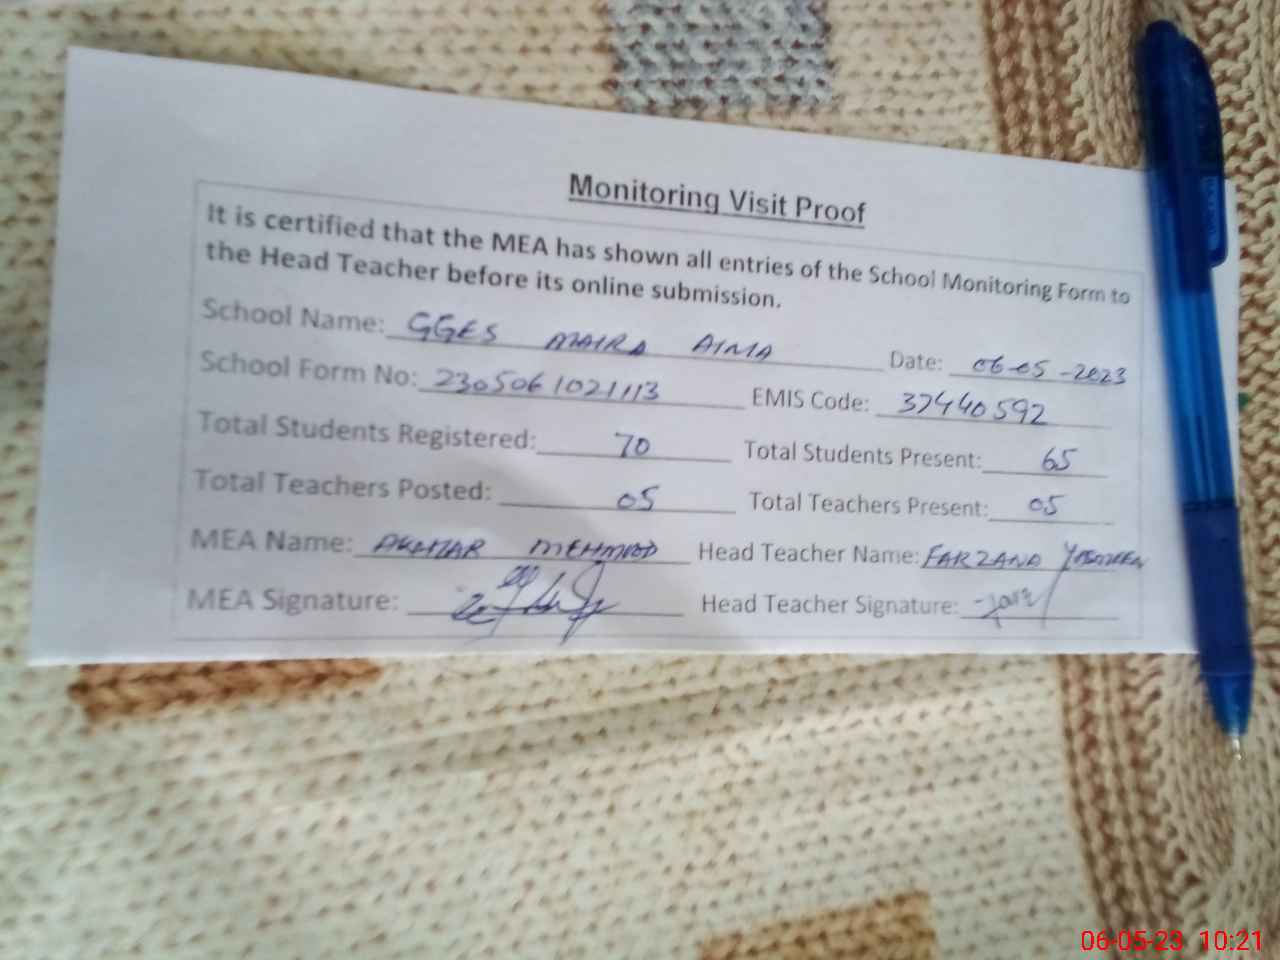 Monitoring Visit Proof
It is certified that the MEA has shown all entries of the School Monitoring Form to
the Head Teacher before its online submission.
School Name: GGES MAIRA AIMA Date: 06-05-2023
School Form No: 2305061021113 EMIS Code: 37440592
Total Students Registered: 70 Total Students Present: 65
Total Teachers Posted: 05 Total Teachers Present: 05
MEA Name: AKHTAR MEHMOOD Head Teacher Name: FARZANA YASMEEN
MEA Signature: Head Teacher Signature:
06-05-23 10:21